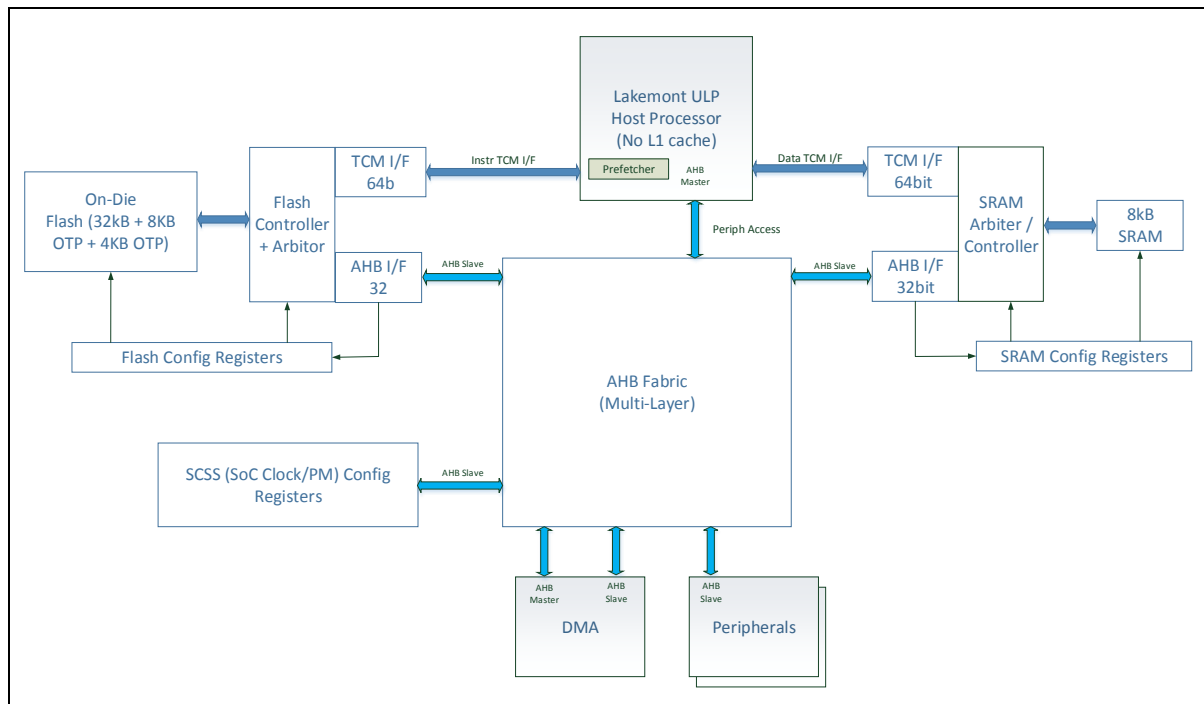 Lakemont ULP
Host Processor
(No L1 cache)
Prefetcher
AHB
Master
Instr TCM I/F
Data TCM I/F
TCM I/F
64b
TCM I/F
64bit
On-Die
Flash (32kB + 8KB
OTP + 4KB OTP)
Flash
Controller
+ Arbitor
SRAM
Arbiter /
Controller
8kB
SRAM
Periph Access
AHB I/F
32
AHB Slave
AHB Slave
AHB I/F
32bit
Flash Config Registers
SRAM Config Registers
AHB Fabric
(Multi-Layer)
SCSS (SoC Clock/PM) Config
Registers
AHB Slave
AHB
Master
AHB
Slave
DMA
AHB
Slave
Peripherals